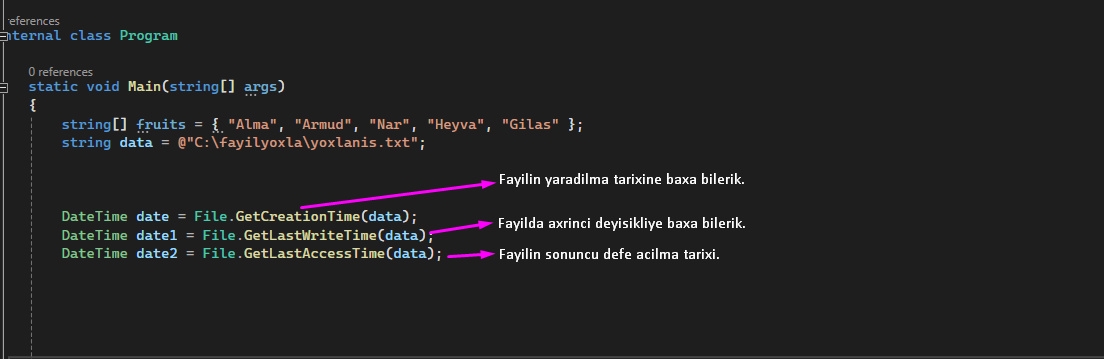 references
nternal class Program
0 references
static void Main(string[] args)
{
string[] fruits = { "Alma", "Armud", "Nar", "Heyva", "Gilas" };
string data = @"C:\fayilyoxla\yoxlanis.txt";
Fayilin yaradilma tarixine baxa bilerik.
DateTime date = File.GetCreationTime(data);
Fayilda axrinci deyisikliye baxa bilerik.
DateTime date1 = File.GetLastWriteTime(data);
DateTime date2 = File.GetLastAccessTime(data);
Fayilin sonuncu defe acilma tarixi.